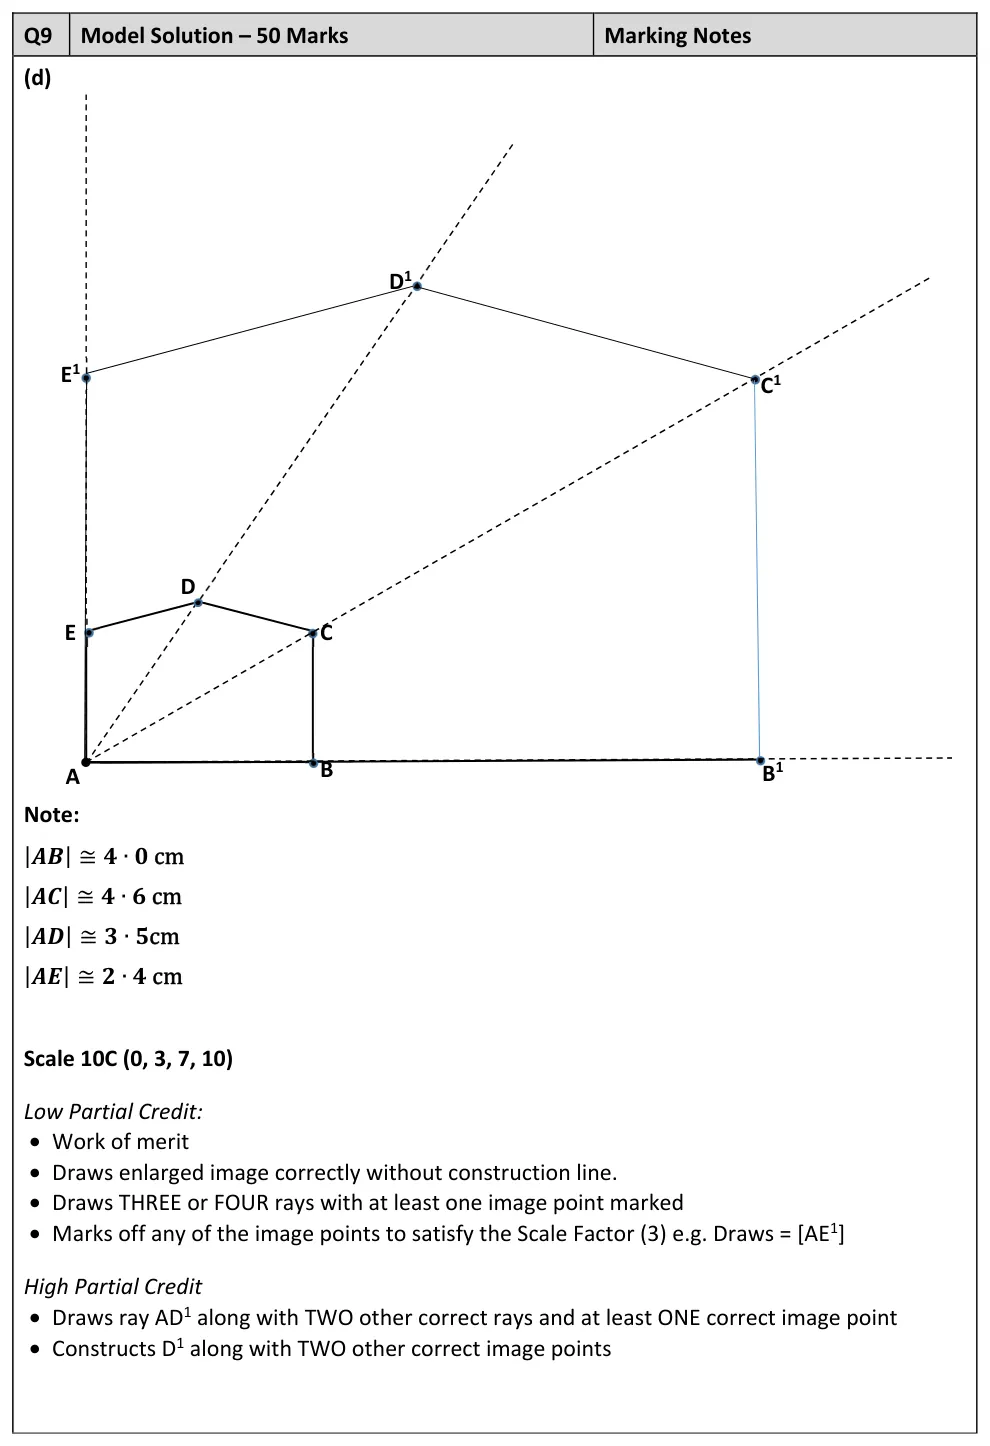 Q9 Model Solution – 50 Marks Marking Notes
(d)
D¹
E¹
C¹
D
E
C
A
B
B¹
Note:
|AB| ≅ 4 · 0 cm
|AC| ≅ 4 · 6 cm
|AD| ≅ 3 · 5cm
|AE| ≅ 2 · 4 cm
Scale 10C (0, 3, 7, 10)
Low Partial Credit:
• Work of merit
• Draws enlarged image correctly without construction line.
• Draws THREE or FOUR rays with at least one image point marked
• Marks off any of the image points to satisfy the Scale Factor (3) e.g. Draws = [AE¹]
High Partial Credit
• Draws ray AD¹ along with TWO other correct rays and at least ONE correct image point
• Constructs D¹ along with TWO other correct image points